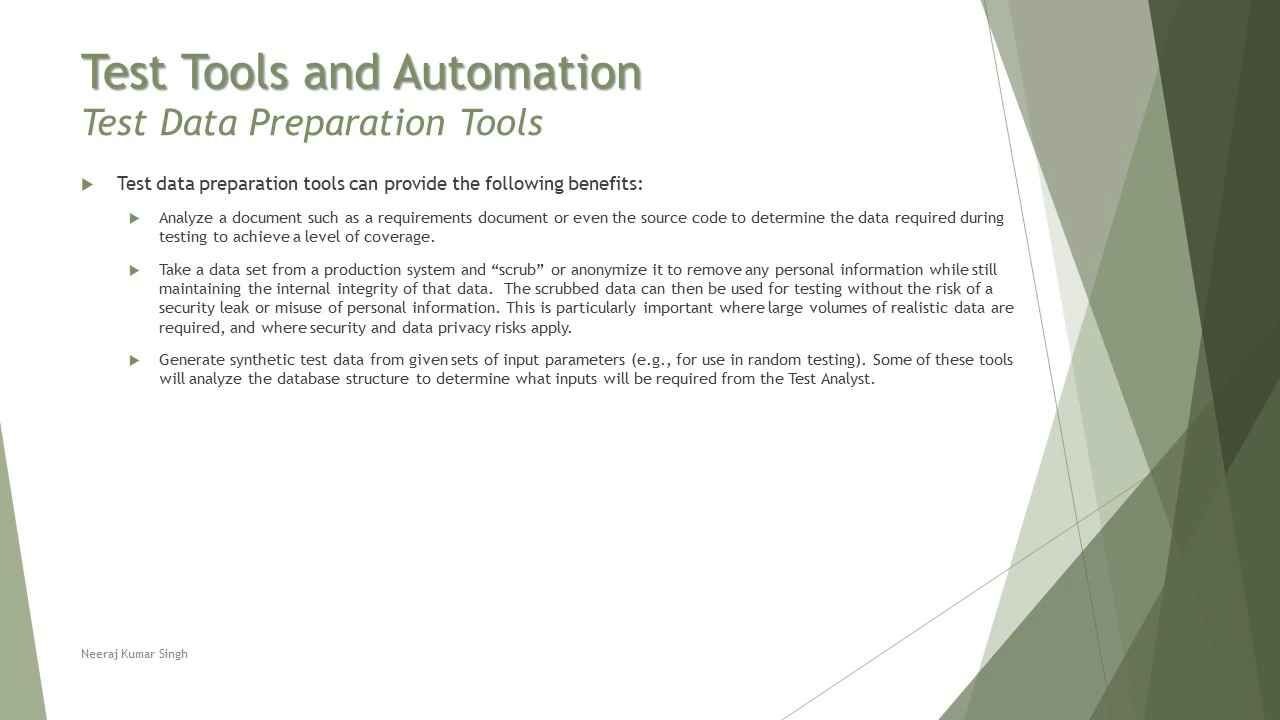 Test Tools and Automation
Test Data Preparation Tools
Test data preparation tools can provide the following benefits:
Analyze a document such as a requirements document or even the source code to determine the data required during
testing to achieve a level of coverage.
Take a data set from a production system and “scrub” or anonymize it to remove any personal information while still
maintaining the internal integrity of that data.  The scrubbed data can then be used for testing without the risk of a
security leak or misuse of personal information. This is particularly important where large volumes of realistic data are
required, and where security and data privacy risks apply.
Generate synthetic test data from given sets of input parameters (e.g., for use in random testing). Some of these tools
will analyze the database structure to determine what inputs will be required from the Test Analyst.
Neeraj Kumar Singh